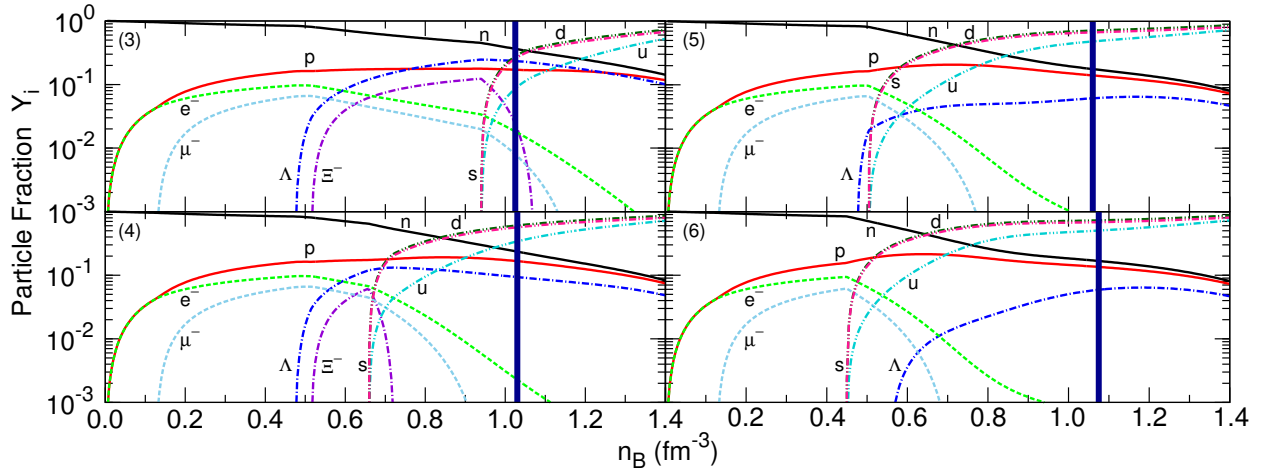 Particle Fraction Y_i
10^0
10^-1
10^-2
10^-3
10^-1
10^-2
10^-3
(3)
n
d
p
u
e^-
μ^-
Λ
Ξ^-
s
(5)
n
d
p
s
u
e^-
μ^-
Λ
s
(4)
n
d
p
u
e^-
μ^-
Λ
Ξ^-
s
(6)
n
d
p
u
e^-
μ^-
s
Λ
0.0 0.2 0.4 0.6 0.8 1.0 1.2 1.4
0.2 0.4 0.6 0.8 1.0 1.2 1.4
n_B (fm^-3)